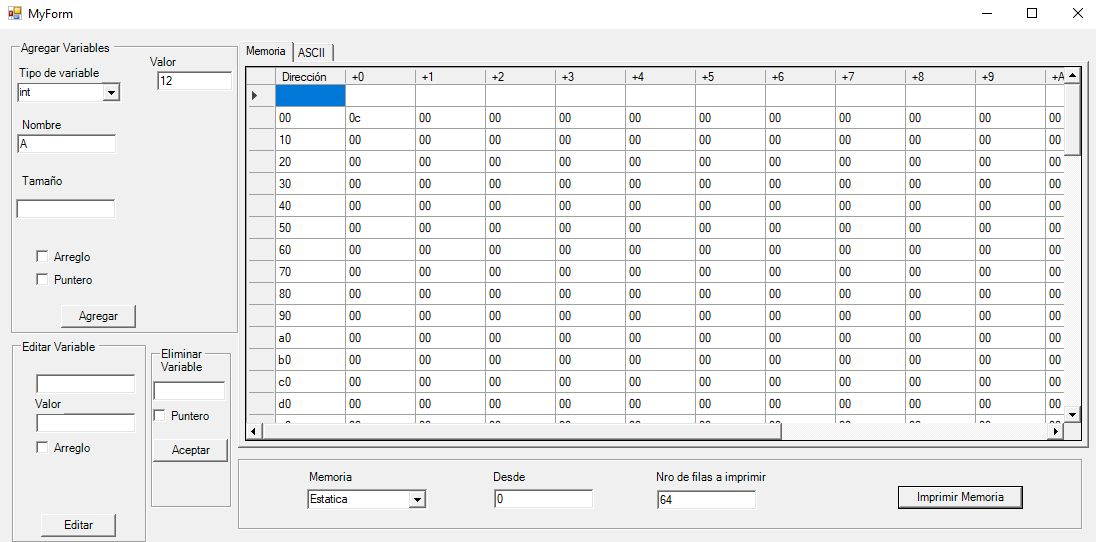 MyForm
Agregar Variables
Tipo de variable
int
Valor
12
Nombre
A
Tamaño
Arreglo
Puntero
Agregar
Editar Variable
Valor
Arreglo
Editar
Eliminar
Variable
Puntero
Aceptar
Memoria ASCII
Dirección +0 +1 +2 +3 +4 +5 +6 +7 +8 +9 +A
00 0c 00 00 00 00 00 00 00 00 00 00
10 00 00 00 00 00 00 00 00 00 00 00
20 00 00 00 00 00 00 00 00 00 00 00
30 00 00 00 00 00 00 00 00 00 00 00
40 00 00 00 00 00 00 00 00 00 00 00
50 00 00 00 00 00 00 00 00 00 00 00
60 00 00 00 00 00 00 00 00 00 00 00
70 00 00 00 00 00 00 00 00 00 00 00
80 00 00 00 00 00 00 00 00 00 00 00
90 00 00 00 00 00 00 00 00 00 00 00
a0 00 00 00 00 00 00 00 00 00 00 00
b0 00 00 00 00 00 00 00 00 00 00 00
c0 00 00 00 00 00 00 00 00 00 00 00
d0 00 00 00 00 00 00 00 00 00 00 00
Memoria
Estatica
Desde
0
Nro de filas a imprimir
64
Imprimir Memoria